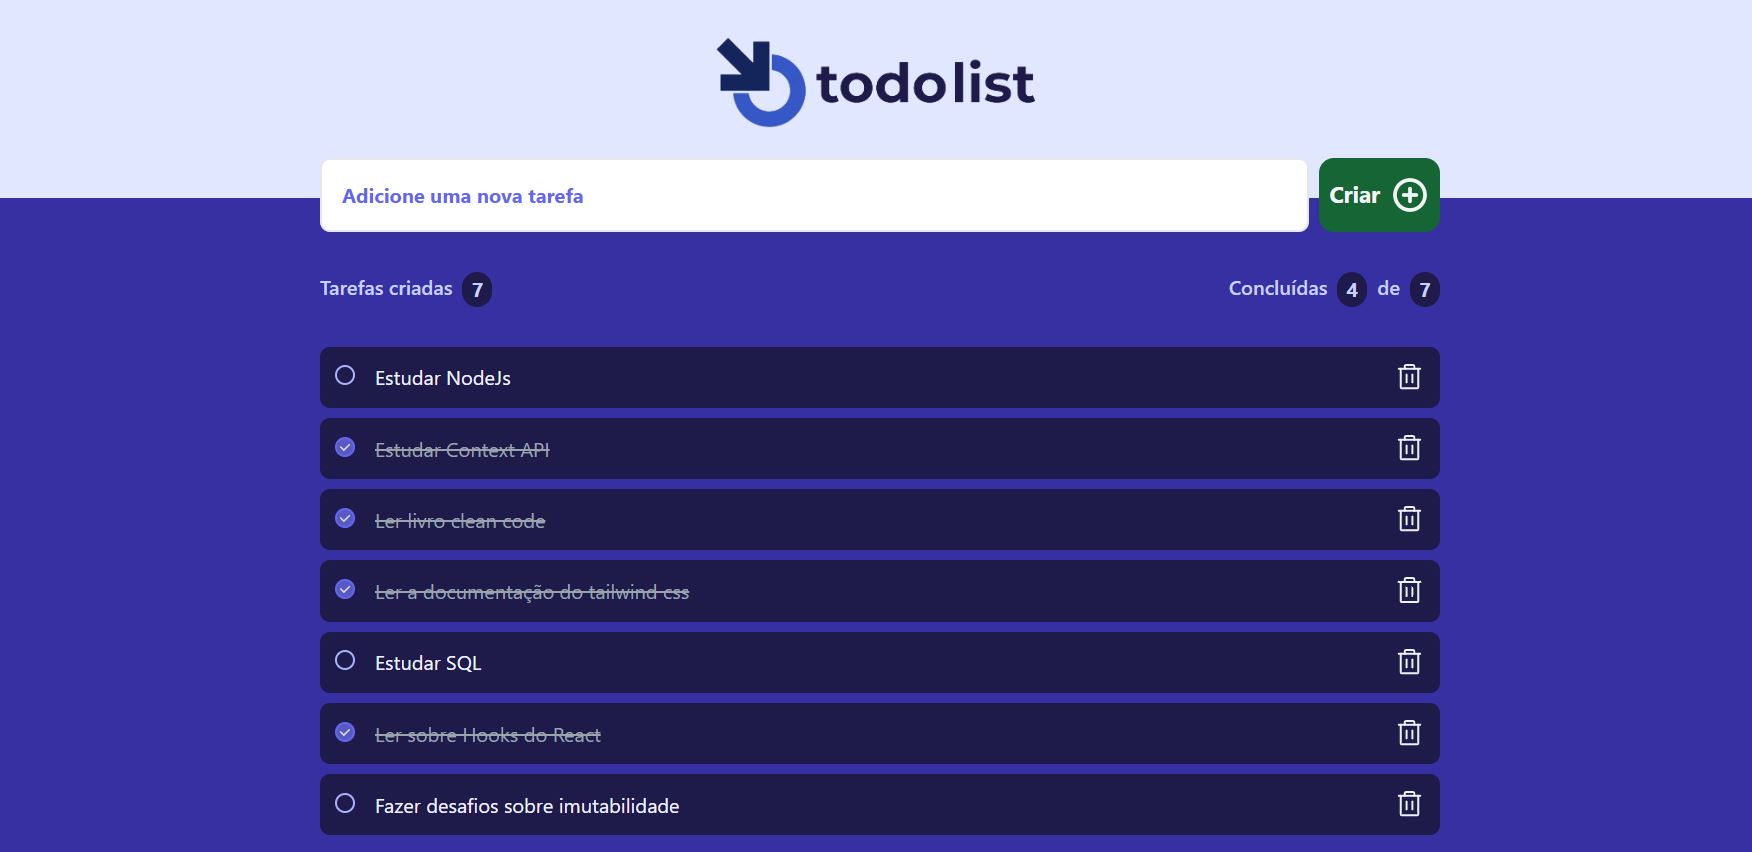 todolist
Adicione uma nova tarefa
Criar
Tarefas criadas 7
Concluídas 4 de 7
Estudar NodeJs
Estudar Context API
Ler livro clean code
Ler a documentação do tailwind css
Estudar SQL
Ler sobre Hooks do React
Fazer desafios sobre imutabilidade